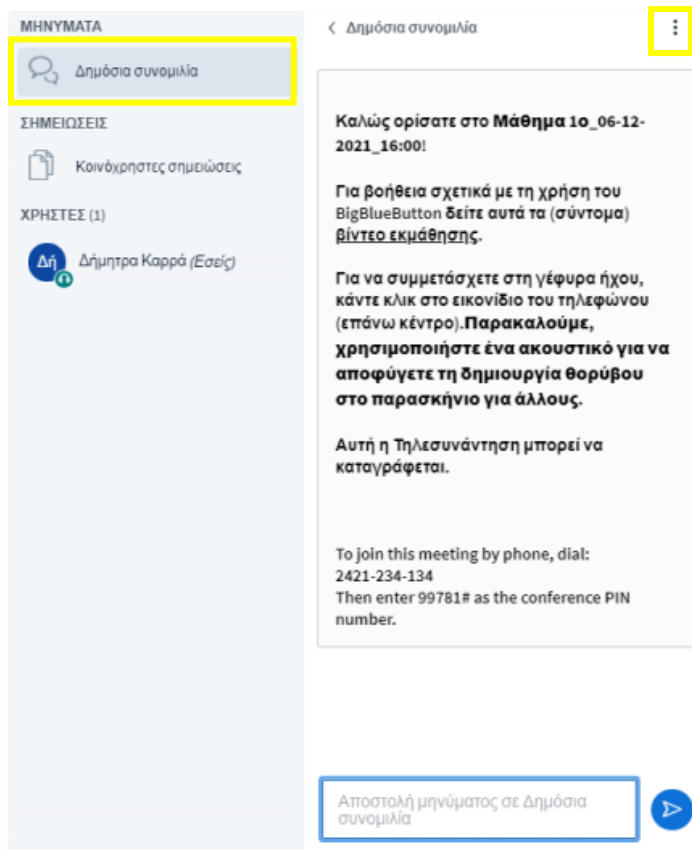 ΜΗΝΥΜΑΤΑ
Δημόσια συνομιλία
ΣΗΜΕΙΩΣΕΙΣ
Κοινόχρηστες σημειώσεις
ΧΡΗΣΤΕΣ (1)
Δή Δήμητρα Καρρά (Εσείς)
Δημόσια συνομιλία
Καλώς ορίσατε στο Μάθημα 1ο_06-12-
2021_16:00!
Για βοήθεια σχετικά με τη χρήση του
BigBlueButton δείτε αυτά τα (σύντομα)
βίντεο εκμάθησης.
Για να συμμετάσχετε στη γέφυρα ήχου,
κάντε κλικ στο εικονίδιο του τηλεφώνου
(επάνω κέντρο).Παρακαλούμε,
χρησιμοποιήστε ένα ακουστικό για να
αποφύγετε τη δημιουργία θορύβου
στο παρασκήνιο για άλλους.
Αυτή η Τηλεσυνάντηση μπορεί να
καταγράφεται.
To join this meeting by phone, dial:
2421-234-134
Then enter 99781# as the conference PIN
number.
Αποστολή μηνύματος σε Δημόσια
συνομιλία